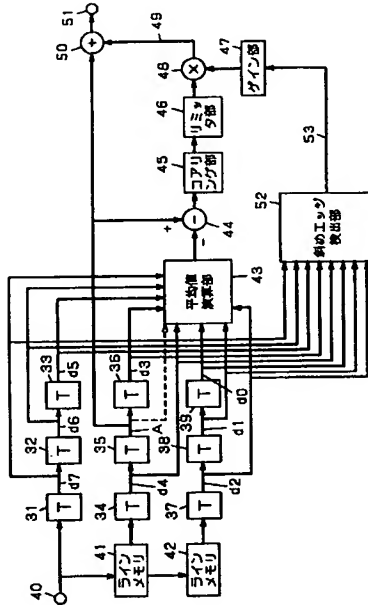 51
50
+
49
48
×
47
ゲイン部
46
リミッ
タ部
45
コアリ
ング部
44
+
−
−
53
52
斜めエッジ
検出部
43
平均値
演算部
33
T
d5
36
T
d3
39
T
d0
32
T
d6
35
T
A
38
T
d1
31
T
d7
34
T
d4
37
T
d2
40
41
ライン
メモリ
42
ライン
メモリ